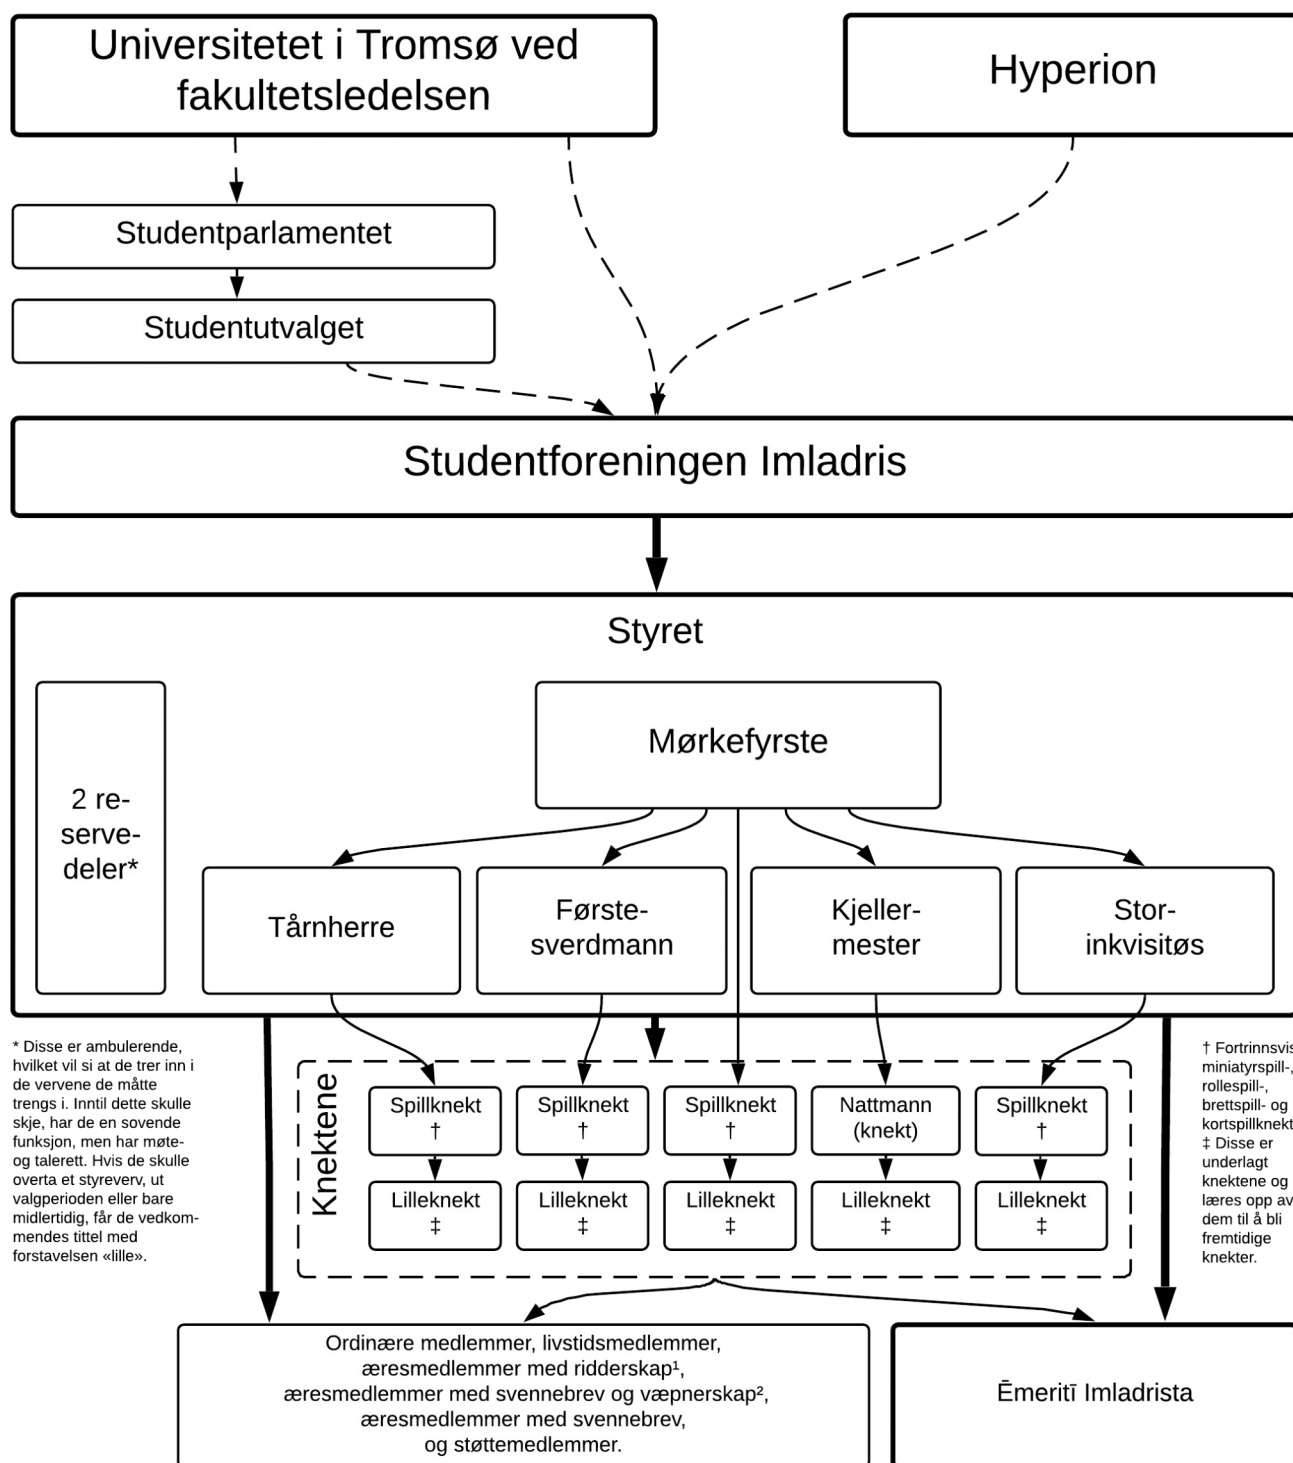 Universitetet i Tromsø ved
fakultetsledelsen
Hyperion
Studentparlamentet
Studentutvalget
Studentforeningen Imladris
Styret
Mørkefyrste
2 re-
serve-
deler*
Tårnherre
Første-
sverdmann
Kjeller-
mester
Stor-
inkvisitøs
* Disse er ambulerende,
hvilket vil si at de trer inn i
de vervene de måtte
trengs i. Inntil dette skulle
skje, har de en sovende
funksjon, men har møte-
og talerett. Hvis de skulle
overta et styreverv, ut
valgperioden eller bare
midlertidig, får de vedkom-
mendes tittel med
forstavelsen «lille».
Knektene
Spillknekt
†
Spillknekt
†
Spillknekt
†
Nattmann
(knekt)
Spillknekt
†
Lilleknekt
‡
Lilleknekt
‡
Lilleknekt
‡
Lilleknekt
‡
Lilleknekt
‡
† Fortrinnsvis
miniatyrspill-,
rollespill-,
brettspill- og
kortspillknekt
‡ Disse er
underlagt
knektene og
læres opp av
dem til å bli
fremtidige
knekter.
Ordinære medlemmer, livstidsmedlemmer,
æresmedlemmer med ridderskap¹,
æresmedlemmer med svennebrev og væpnerskap²,
æresmedlemmer med svennebrev,
og støttemedlemmer.
Ēmeritī Imladrista